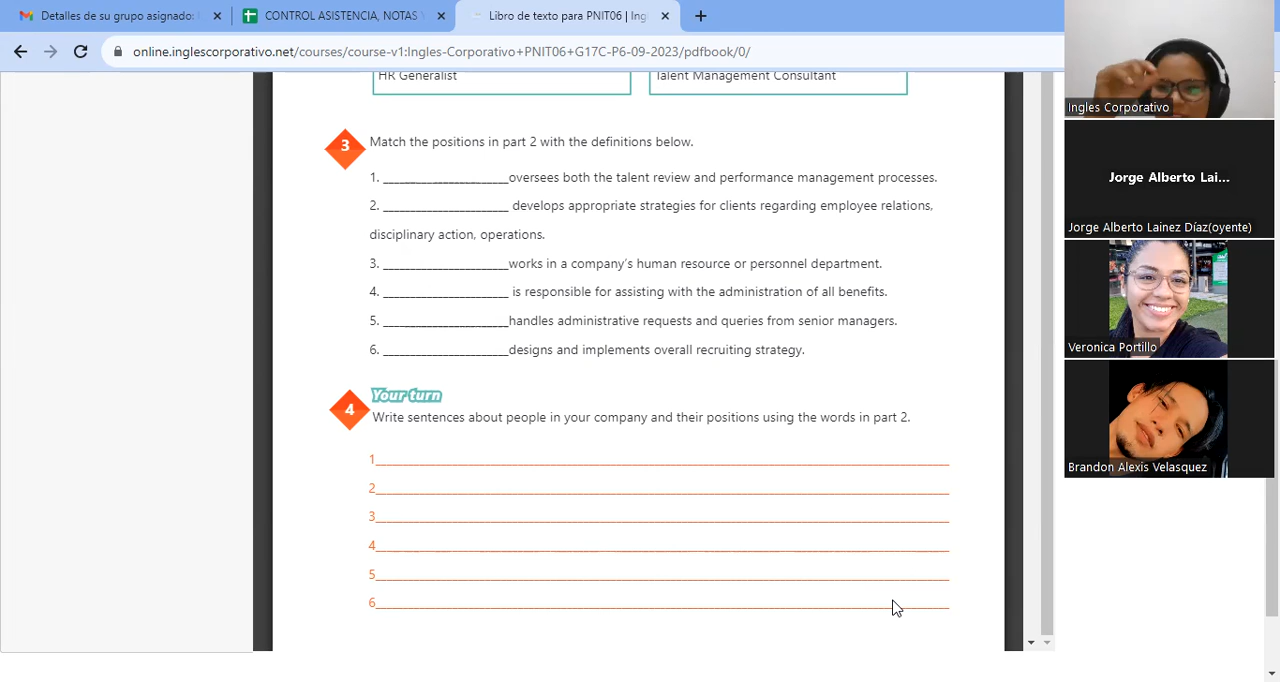 Detalles de su grupo asignado:
CONTROL ASISTENCIA, NOTAS Y
Libro de texto para PNIT06 | Ingl
online.inglescorporativo.net/courses/course-v1:Ingles-Corporativo+PNIT06+G17C-P6-09-2023/pdfbook/0/
HR Generalist
Talent Management Consultant
3 Match the positions in part 2 with the definitions below.
1. ____________________oversees both the talent review and performance management processes.
2. ____________________ develops appropriate strategies for clients regarding employee relations,
disciplinary action, operations.
3. ____________________works in a company's human resource or personnel department.
4. ____________________ is responsible for assisting with the administration of all benefits.
5. ____________________handles administrative requests and queries from senior managers.
6. ____________________designs and implements overall recruiting strategy.
4 Your turn
Write sentences about people in your company and their positions using the words in part 2.
1
2
3
4
5
6
Ingles Corporativo
Jorge Alberto Lai...
Jorge Alberto Lainez Díaz(oyente)
Veronica Portillo
Brandon Alexis Velasquez